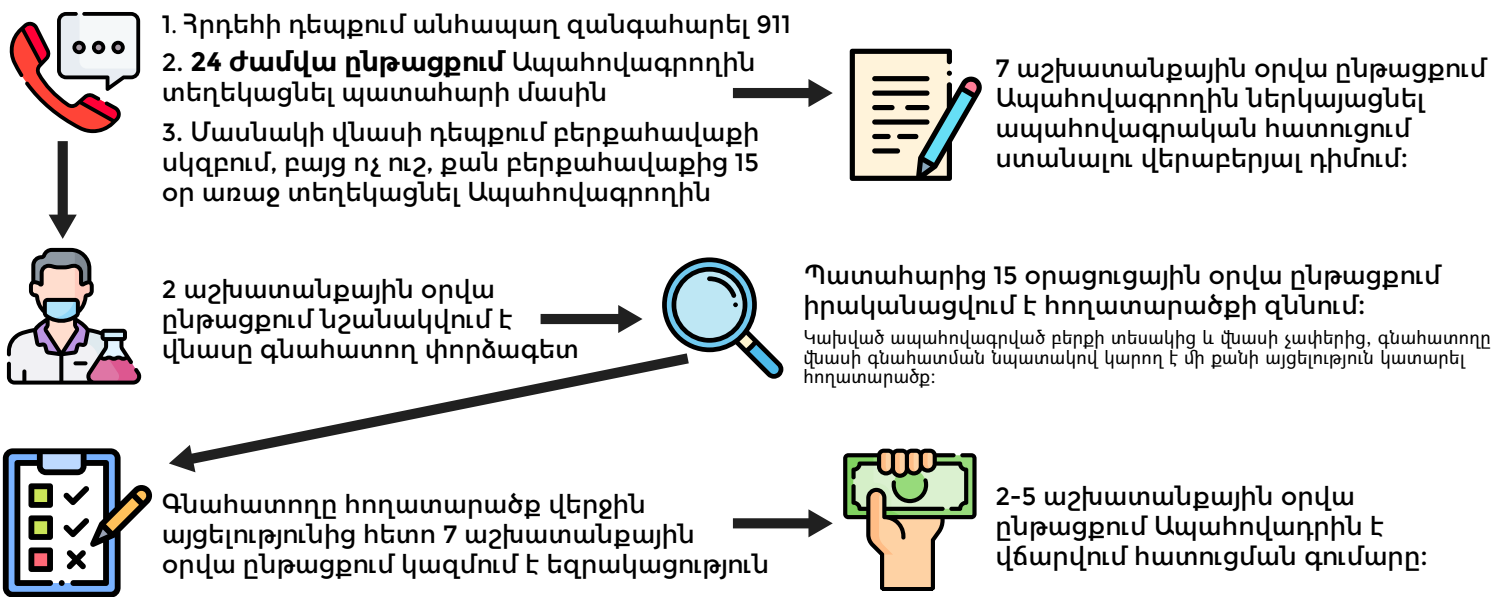 1. Հրդեհի դեպքում անհապաղ զանգահարել 911
2. 24 ժամվա ընթացքում Ապահովագրողին
տեղեկացնել պատահարի մասին
3. Մասնակի վնասի դեպքում բերքահավաքի
սկզբում, բայց ոչ ուշ, քան բերքահավաքից 15
օր առաջ տեղեկացնել Ապահովագրողին
7 աշխատանքային օրվա ընթացքում
Ապահովագրողին ներկայացնել
ապահովագրական հատուցում
ստանալու վերաբերյալ դիմում:
2 աշխատանքային օրվա
ընթացքում նշանակվում է
վնասը գնահատող փորձագետ
Պատահարից 15 օրացուցային օրվա ընթացքում
իրականացվում է հողատարածքի զննում:
Կախված ապահովագրված բերքի տեսակից և վնասի չափերից, գնահատողը
վնասի գնահատման նպատակով կարող է մի քանի այցելություն կատարել
հողատարածք:
Գնահատողը հողատարածք վերջին
այցելությունից հետո 7 աշխատանքային
օրվա ընթացքում կազմում է եզրակացություն
2-5 աշխատանքային օրվա
ընթացքում Ապահովադրին է
վճարվում հատուցման գումարը: